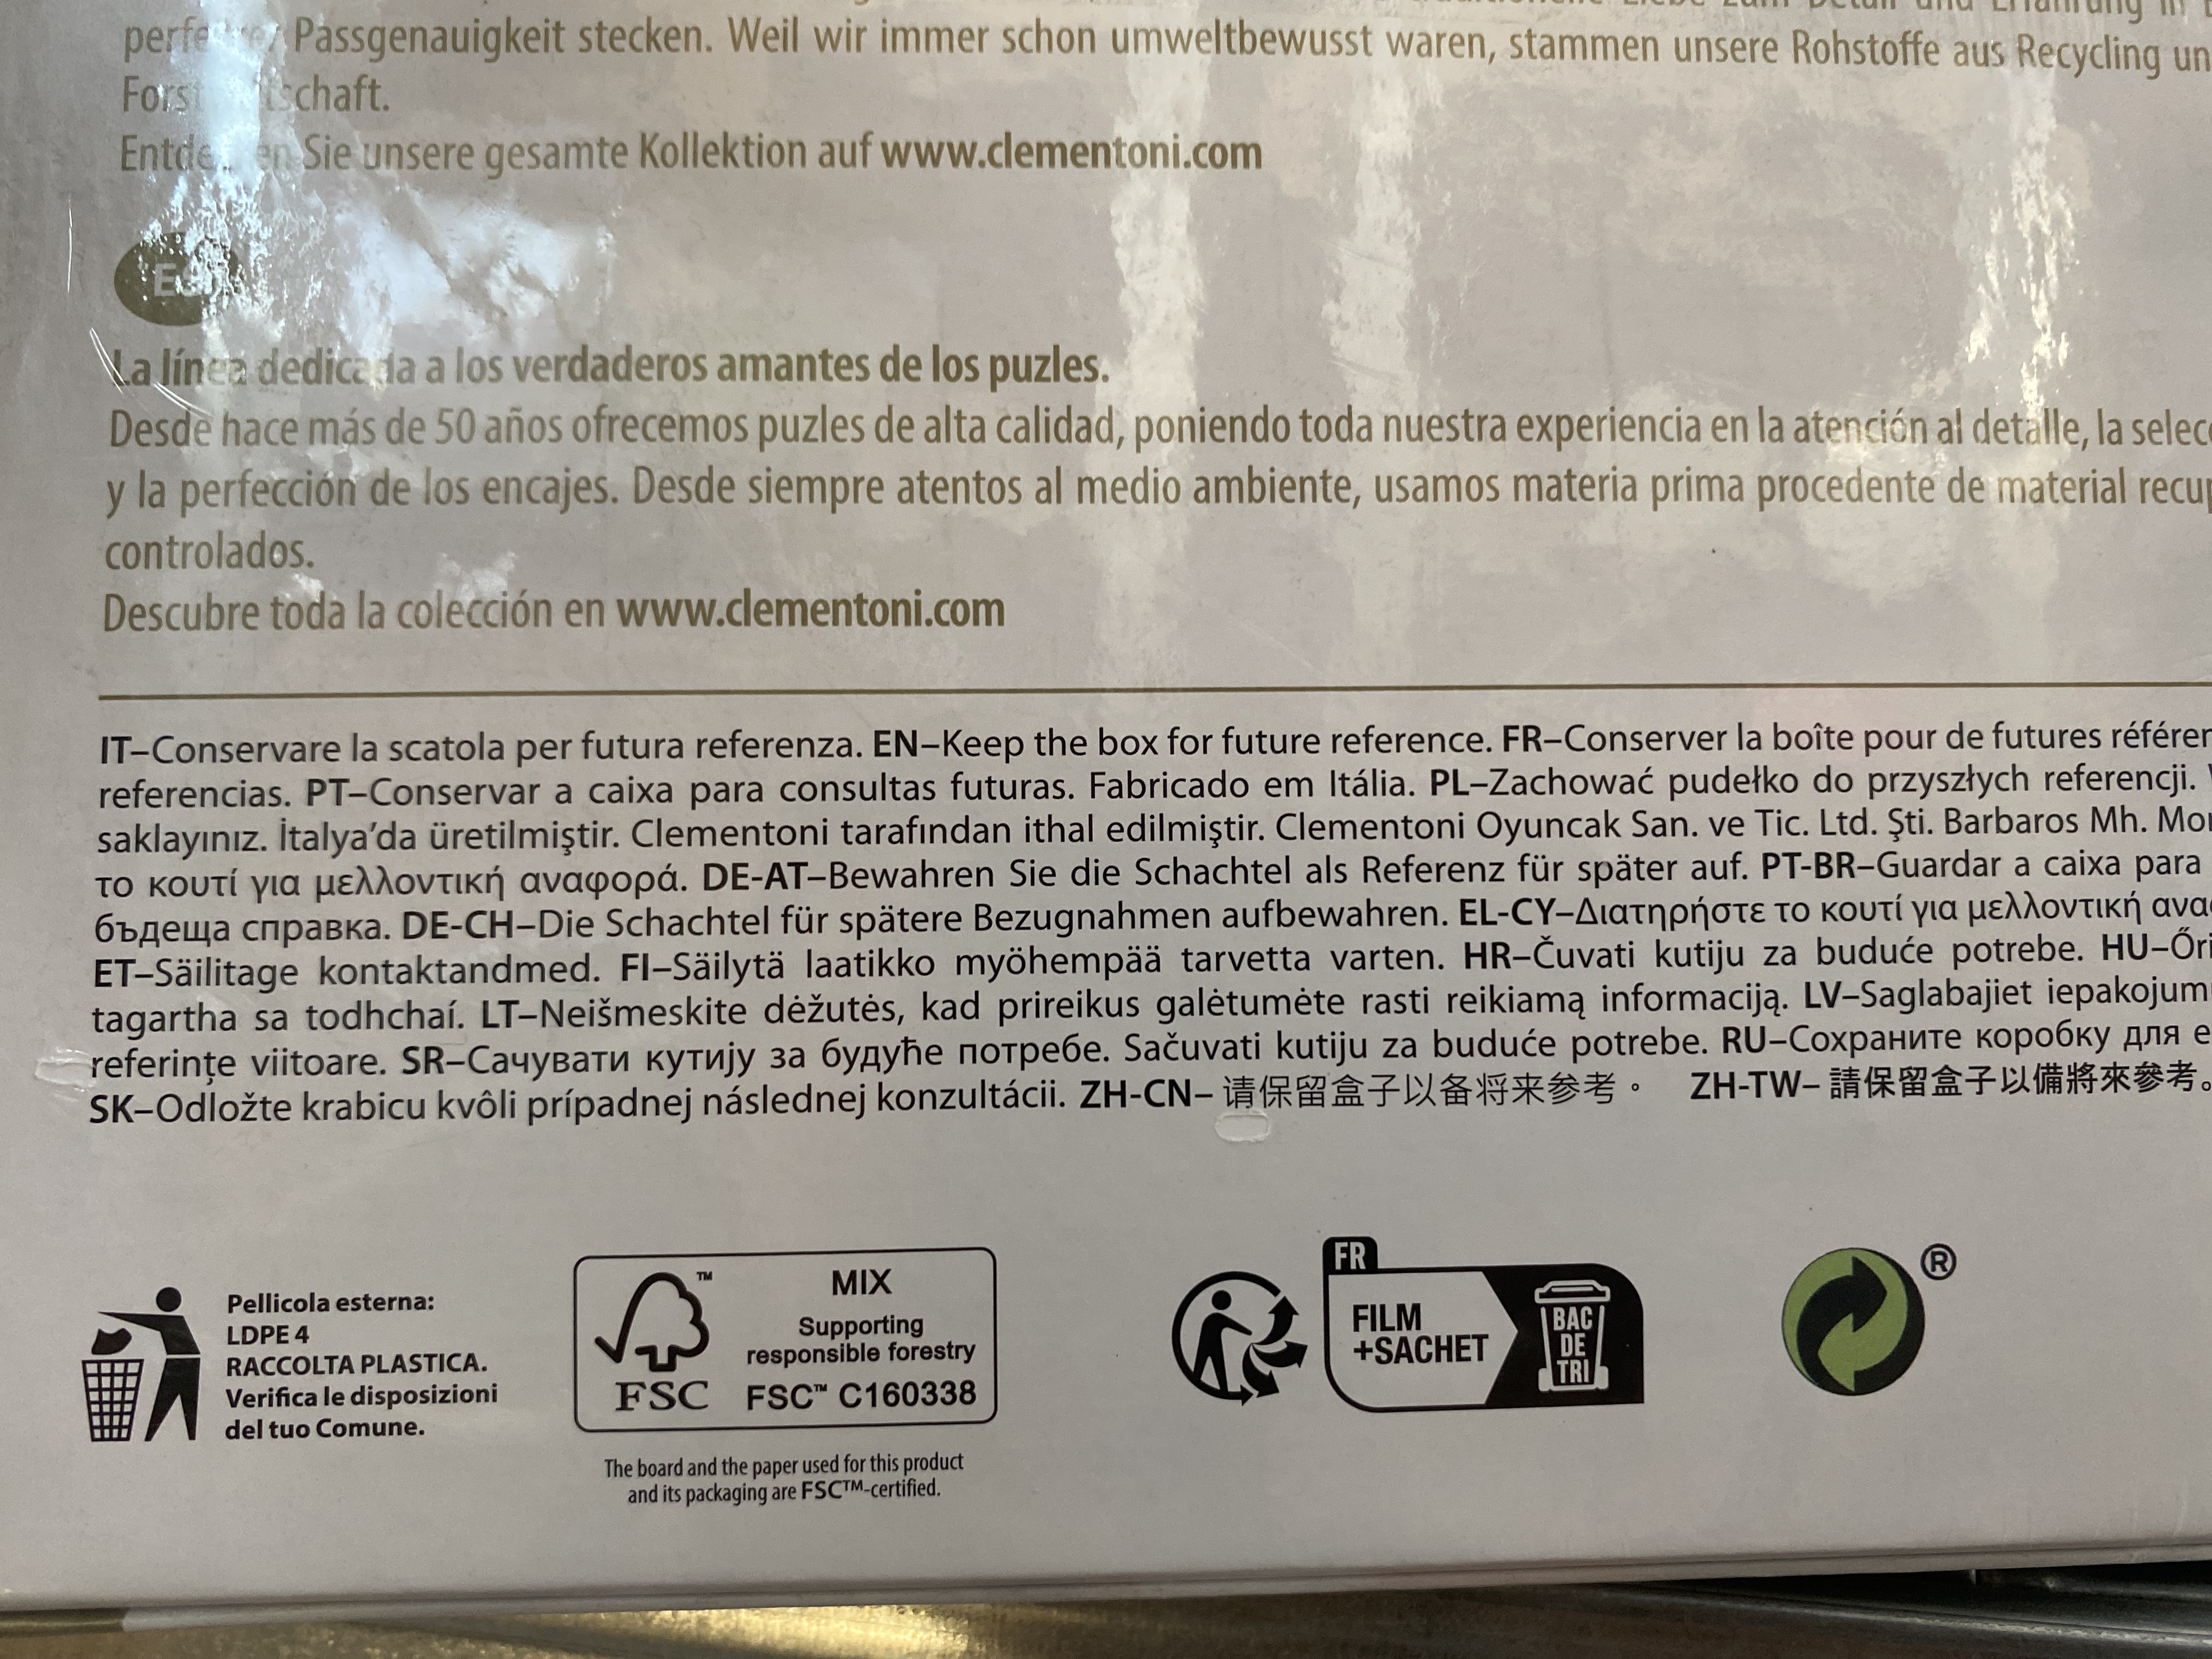 Passgenauigkeit stecken. Weil wir immer schon umweltbewusst waren, stammen unsere Rohstoffe aus Recycling
Entdecken Sie unsere gesamte Kollektion auf www.clementoni.com
ES
La línea dedicada a los verdaderos amantes de los puzles.
Desde hace más de 50 años ofrecemos puzles de alta calidad, poniendo toda nuestra experiencia en la atención al detalle, la
y la perfección de los encajes. Desde siempre atentos al medio ambiente, usamos materia prima procedente de material
controlados.
Descubre toda la colección en www.clementoni.com
IT–Conservare la scatola per futura referenza. EN–Keep the box for future reference. FR–Conserver la boîte pour de futures
referencias. PT–Conservar a caixa para consultas futuras. Fabricado em Itália. PL–Zachować pudełko do przyszłych referencji.
saklayınız. İtalya’da üretilmiştir. Clementoni tarafından ithal edilmiştir. Clementoni Oyuncak San. ve Tic. Ltd. Şti. Barbaros Mh.
το κουτί για μελλοντική αναφορά. DE-AT–Bewahren Sie die Schachtel als Referenz für später auf. PT-BR–Guardar a caixa para
бъдеща справка. DE-CH–Die Schachtel für spätere Bezugnahmen aufbewahren. EL-CY–Διατηρήστε το κουτί για μελλοντική
ET–Säilitage kontaktandmed. FI–Säilytä laatikko myöhempää tarvetta varten. HR–Čuvati kutiju za buduće potrebe. HU–
tagartha sa todhchaí. LT–Neišmeskite dėžutės, kad prireikus galėtumėte rasti reikiamą informaciją. LV–Saglabajiet
referințe viitoare. SR–Сачувати кутију за будуће потребе. Sačuvati kutiju za buduće potrebe. RU–Сохраните коробку для
SK–Odložte krabicu kvôli prípadnej následnej konzultácii. ZH-CN– 请保留盒子以备将来参考。 ZH-TW– 請保留盒子以備將來參考。
Pellicola esterna:
LDPE 4
RACCOLTA PLASTICA.
Verifica le disposizioni
del tuo Comune.
FSC
MIX
Supporting
responsible forestry
FSC™ C160338
The board and the paper used for this product
and its packaging are FSC™-certified.
FR
FILM
+SACHET
BAC
DE
TRI
®